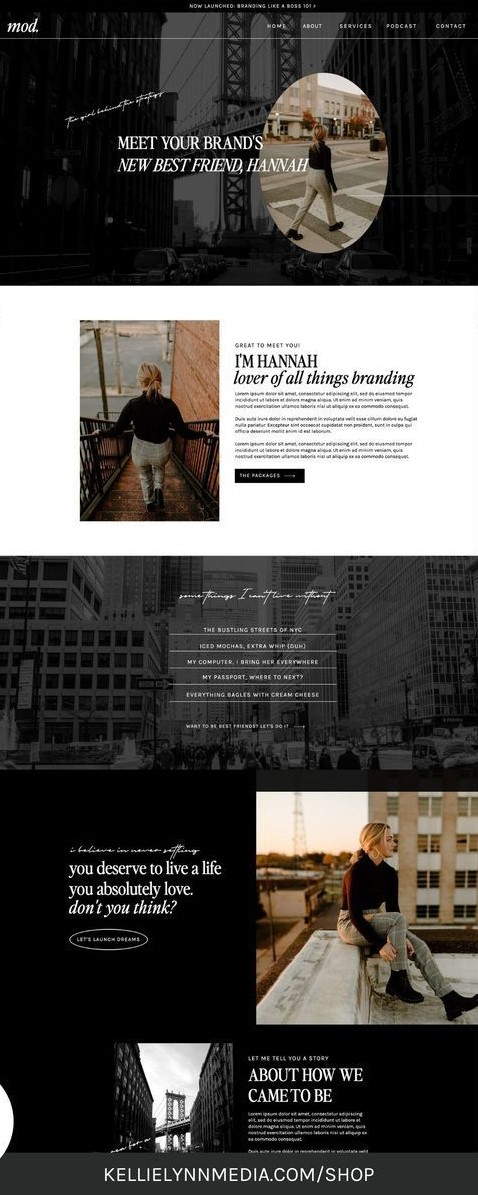 NOW LAUNCHED: BRANDING LIKE A BOSS 101 >
mod.
HOME ABOUT SERVICES PODCAST CONTACT
the girl behind the strategy
MEET YOUR BRAND'S
NEW BEST FRIEND, HANNAH
GREAT TO MEET YOU!
I'M HANNAH
lover of all things branding
Lorem ipsum dolor sit amet, consectetur adipiscing elit, sed do eiusmod tempor
incididunt ut labore et dolore magna aliqua. Ut enim ad minim veniam, quis
nostrud exercitation ullamco laboris nisi ut aliquip ex ea commodo consequat.
Duis aute dolor in reprehenderit in voluptate velit esse cillum dolore eu fugiat
nulla pariatur. Excepteur sint occaecat cupidatat non proident, sunt in culpa qui
officia deserunt mollit anim id est laborum.
Lorem ipsum dolor sit amet, consectetur adipiscing elit, sed do eiusmod tempor
incididunt ut labore et dolore magna aliqua. Ut enim ad minim veniam, quis
nostrud exercitation ullamco laboris nisi ut aliquip ex ea commodo consequat.
THE PACKAGES
some things I can't live without
THE BUSTLING STREETS OF NYC
ICED MOCHAS, EXTRA WHIP (DUH)
MY COMPUTER, I BRING HER EVERYWHERE
MY PASSPORT, WHERE TO NEXT?
EVERYTHING BAGLES WITH CREAM CHEESE
WANT TO BE BEST FRIENDS? LET'S DO IT
i believe in never settling
you deserve to live a life
you absolutely love.
don't you think?
LET'S LAUNCH DREAMS
LET ME TELL YOU A STORY
ABOUT HOW WE
CAME TO BE
Lorem ipsum dolor sit amet, consectetur adipiscing
elit, sed do eiusmod tempor incididunt ut labore et
dolore magna aliqua. Ut enim ad minim veniam, quis
nostrud exercitation ullamco laboris nisi ut aliquip ex
ea commodo consequat.
Duis aute dolor in reprehenderit in voluptate velit
KELLIELYNNMEDIA.COM/SHOP